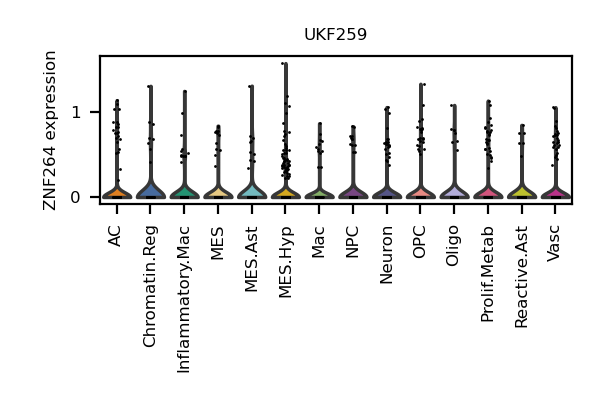 UKF259
ZNF264 expression
1
0
AC
Chromatin.Reg
Inflammatory.Mac
MES
MES.Ast
MES.Hyp
Mac
NPC
Neuron
OPC
Oligo
Prolif.Metab
Reactive.Ast
Vasc